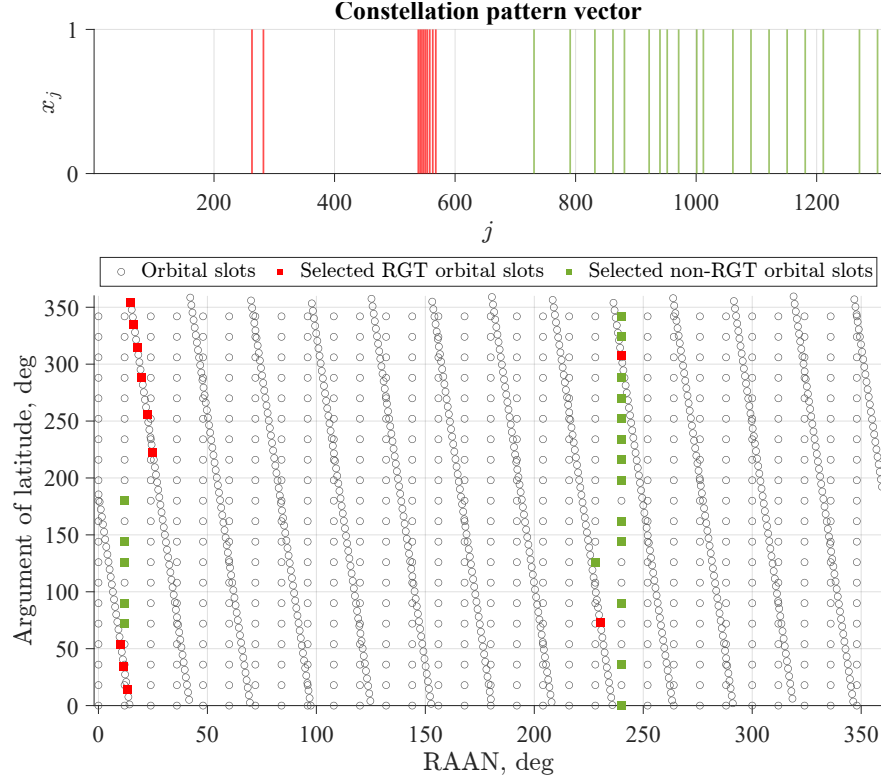 Constellation pattern vector
1
x_j
0
200 400 600 800 1000 1200
j
Orbital slots Selected RGT orbital slots Selected non-RGT orbital slots
350
300
250
200
150
100
50
0
Argument of latitude, deg
0 50 100 150 200 250 300 350
RAAN, deg